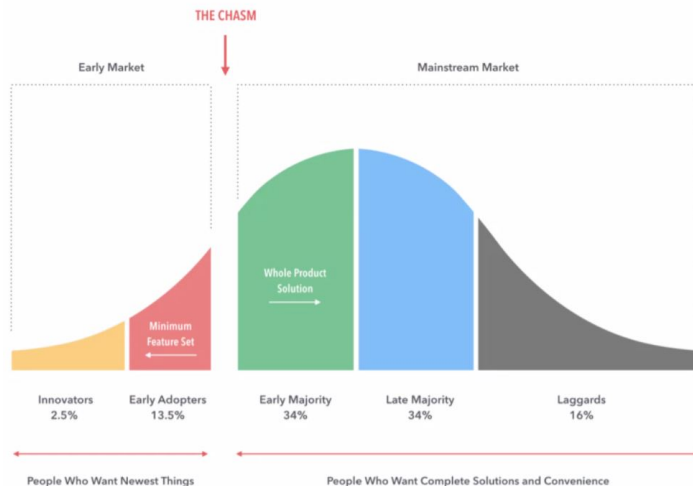 THE CHASM
Early Market
Mainstream Market
Whole Product
Solution
Minimum
Feature Set
Innovators
2.5%
Early Adopters
13.5%
Early Majority
34%
Late Majority
34%
Laggards
16%
People Who Want Newest Things
People Who Want Complete Solutions and Convenience